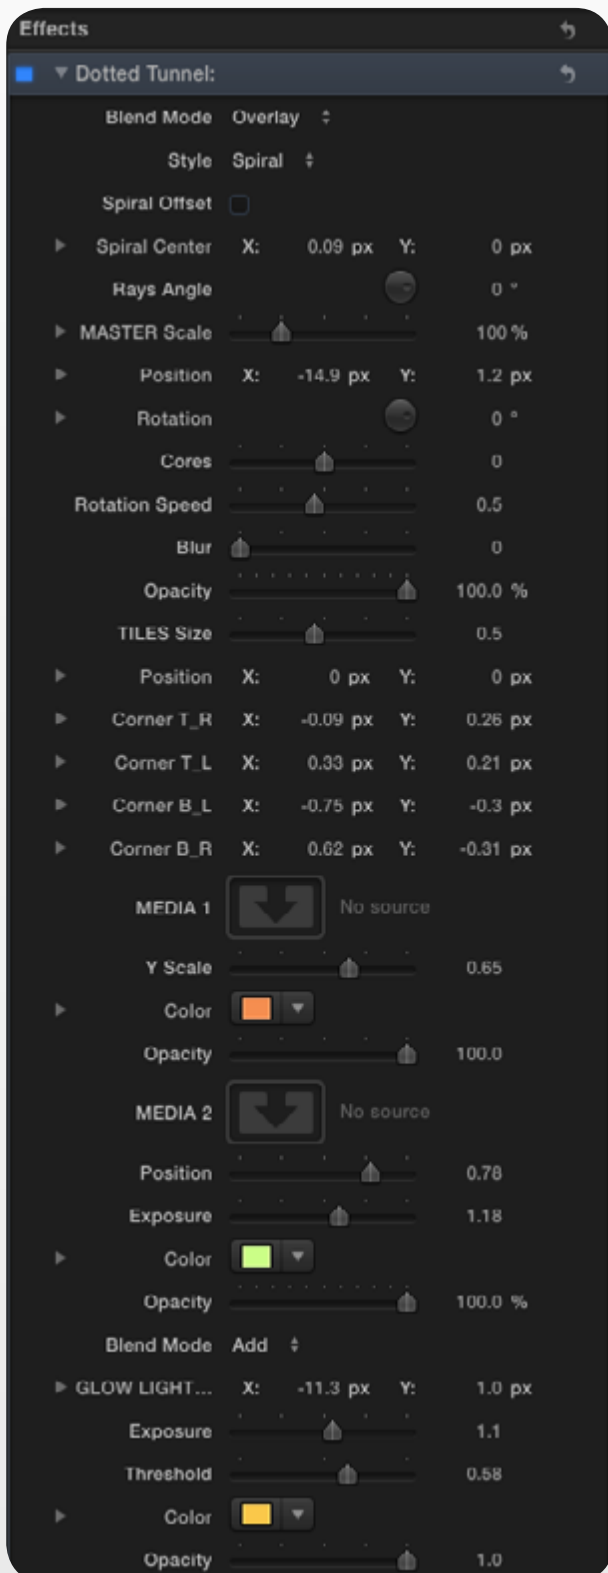 Effects
Dotted Tunnel:
Blend Mode Overlay
Style Spiral
Spiral Offset
Spiral Center X: 0.09 px Y: 0 px
Rays Angle 0 °
MASTER Scale 100 %
Position X: -14.9 px Y: 1.2 px
Rotation 0 °
Cores 0
Rotation Speed 0.5
Blur 0
Opacity 100.0 %
TILES Size 0.5
Position X: 0 px Y: 0 px
Corner T_R X: -0.09 px Y: 0.26 px
Corner T_L X: 0.33 px Y: 0.21 px
Corner B_L X: -0.75 px Y: -0.3 px
Corner B_R X: 0.62 px Y: -0.31 px
MEDIA 1 No source
Y Scale 0.65
Color
Opacity 100.0
MEDIA 2 No source
Position 0.78
Exposure 1.18
Color
Opacity 100.0 %
Blend Mode Add
GLOW LIGHT... X: -11.3 px Y: 1.0 px
Exposure 1.1
Threshold 0.58
Color
Opacity 1.0